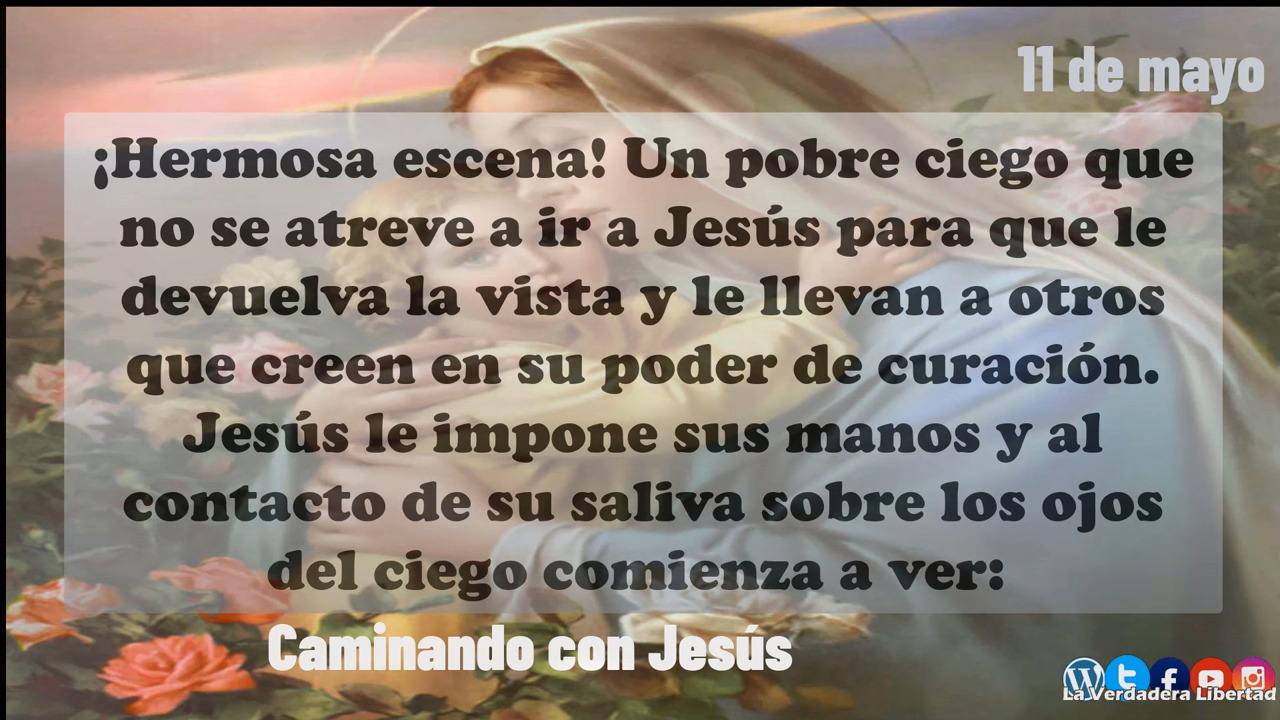 11 de mayo
¡Hermosa escena! Un pobre ciego que
no se atreve a ir a Jesús para que le
devuelva la vista y le llevan a otros
que creen en su poder de curación.
Jesús le impone sus manos y al
contacto de su saliva sobre los ojos
del ciego comienza a ver:
Caminando con Jesús
La Verdadera Libertad